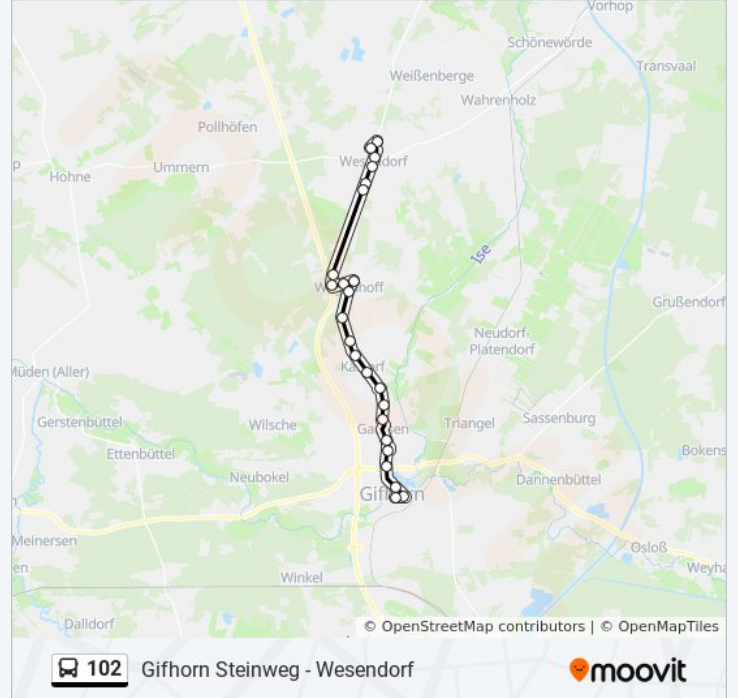 Vorhop
Schönewörde
Transvaal
Weißenberge
Wahrenholz
Pollhöfen
Ummern
Hohne
Ise
Grußendorf
Neudorf-
Platendorf
Müden (Aller)
Gerstenbüttel
Wilsche
Triangel
Sassenburg
Ettenbüttel
Bokens
Neubokel
Dannenbüttel
Meinersen
Osloß
en
Weyha
Winkel
Dalldorf
© OpenStreetMap contributors | © OpenMapTiles
102 Gifhorn Steinweg - Wesendorf
moovit